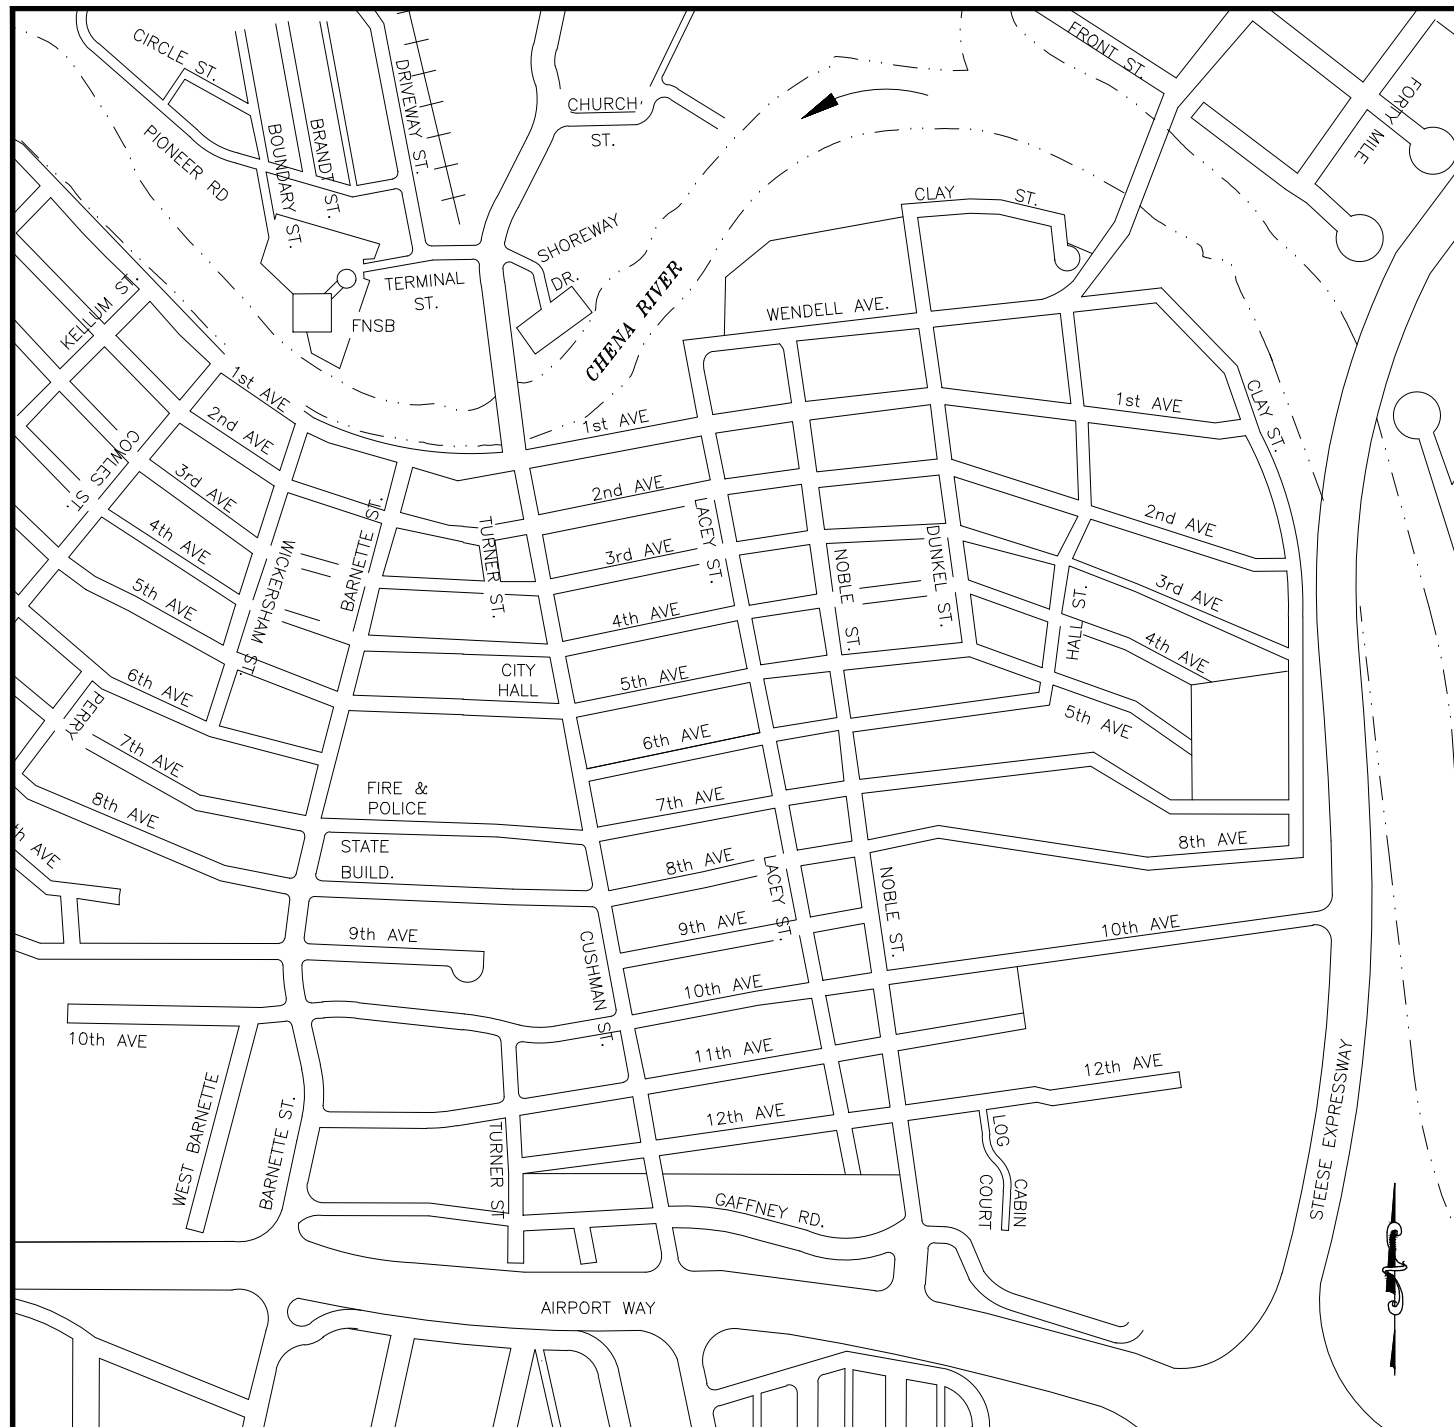 CIRCLE ST.
DRIVEWAY ST.
FRONT ST.
FORTY MILE
CHURCH
ST.
PIONEER RD
BOUNDARY ST.
BRANDT ST.
CLAY ST.
SHOREWAY
DR.
TERMINAL
ST.
FNSB
CHENA RIVER
WENDELL AVE.
KELLUM ST.
1st AVE
2nd AVE
3rd AVE
4th AVE
5th AVE
6th AVE
7th AVE
8th AVE
th AVE
COWLES ST.
PERRY
WICKERSHAM ST.
BARNETTE ST.
TURNER ST.
1st AVE
2nd AVE
3rd AVE
4th AVE
5th AVE
6th AVE
7th AVE
8th AVE
9th AVE
10th AVE
11th AVE
12th AVE
LACEY ST.
NOBLE ST.
DUNKEL ST.
HALL ST.
CLAY ST.
1st AVE
2nd AVE
3rd AVE
4th AVE
5th AVE
8th AVE
10th AVE
12th AVE
CITY
HALL
FIRE &
POLICE
STATE
BUILD.
9th AVE
CUSHMAN ST.
LACEY ST.
NOBLE ST.
10th AVE
WEST BARNETTE
BARNETTE ST.
TURNER ST
GAFFNEY RD.
LOG CABIN
COURT
STEESE EXPRESSWAY
AIRPORT WAY